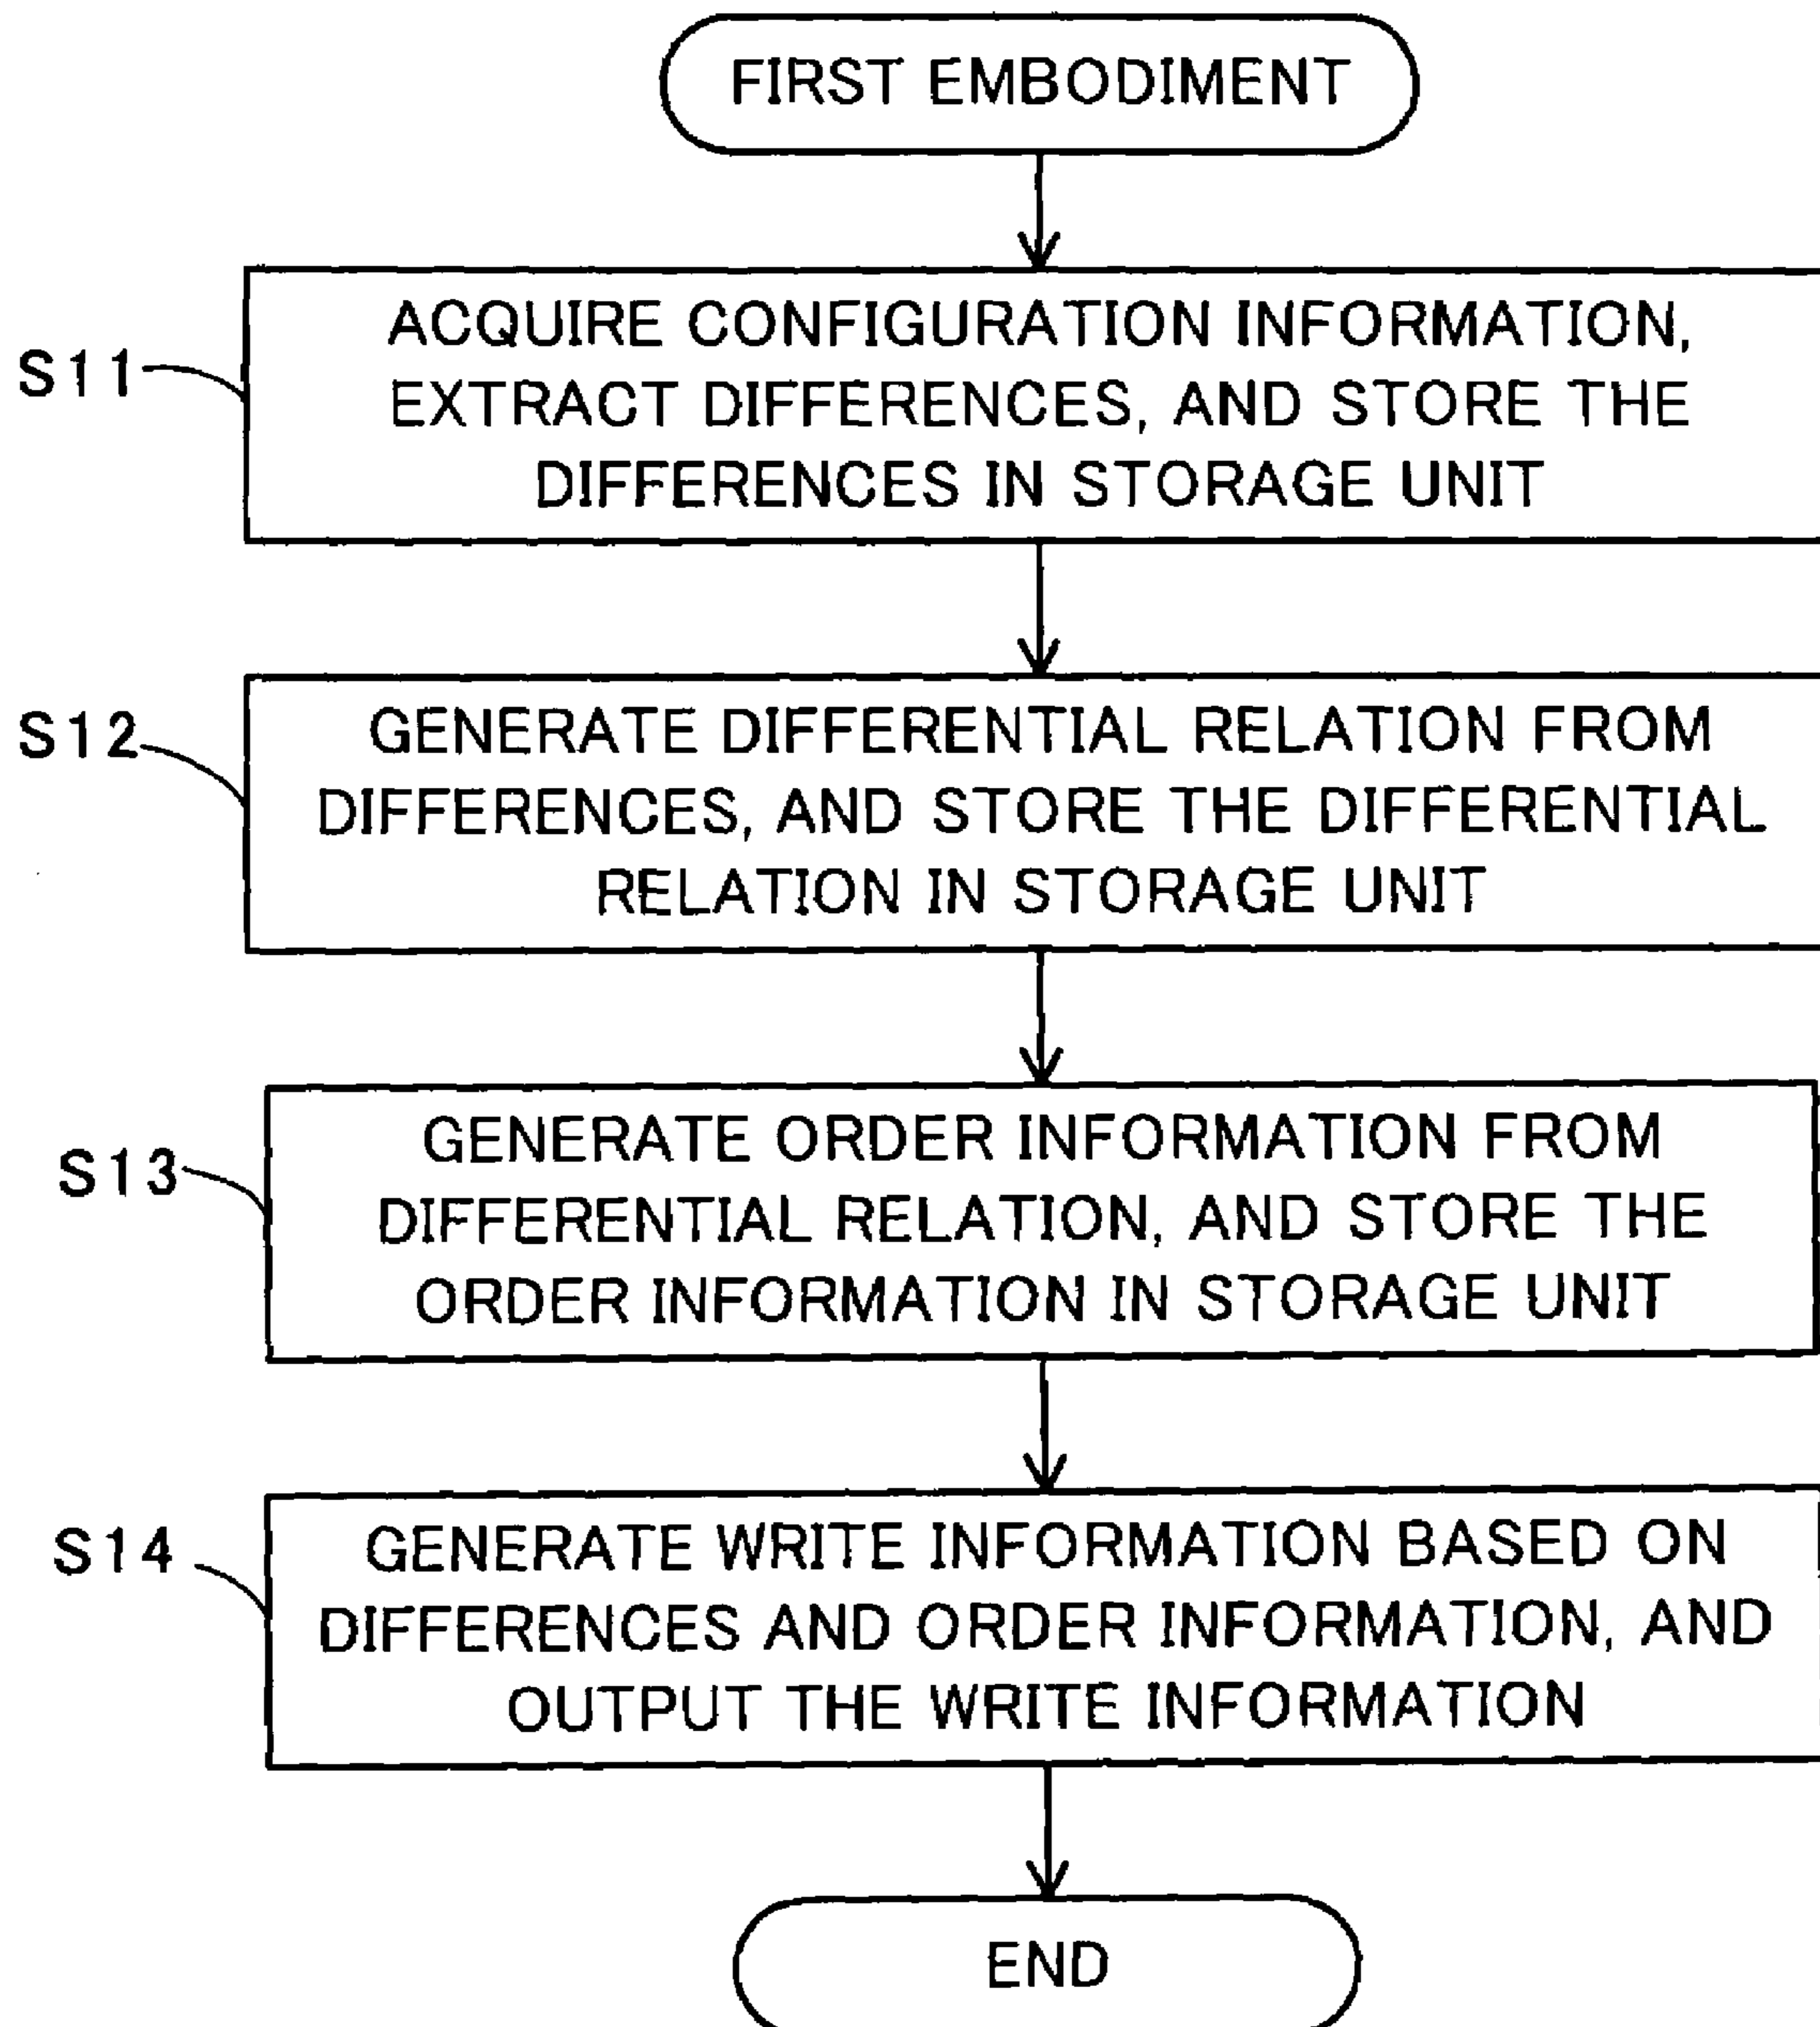 FIRST EMBODIMENT
S11
ACQUIRE CONFIGURATION INFORMATION,
EXTRACT DIFFERENCES, AND STORE THE
DIFFERENCES IN STORAGE UNIT
S12
GENERATE DIFFERENTIAL RELATION FROM
DIFFERENCES, AND STORE THE DIFFERENTIAL
RELATION IN STORAGE UNIT
S13
GENERATE ORDER INFORMATION FROM
DIFFERENTIAL RELATION, AND STORE THE
ORDER INFORMATION IN STORAGE UNIT
S14
GENERATE WRITE INFORMATION BASED ON
DIFFERENCES AND ORDER INFORMATION, AND
OUTPUT THE WRITE INFORMATION
END